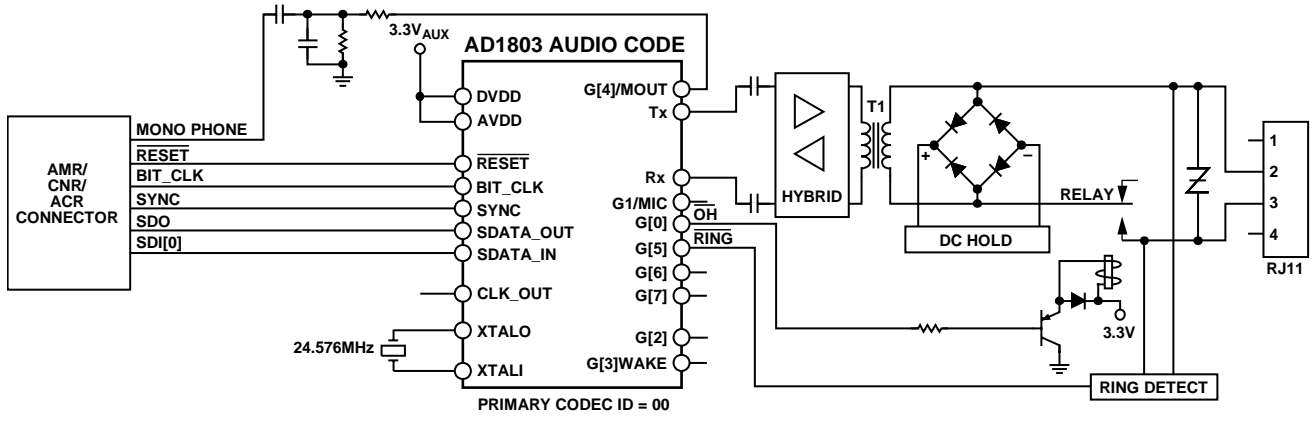 3.3VAUX
AD1803 AUDIO CODE
AMR/
CNR/
ACR
CONNECTOR
MONO PHONE
RESET
BIT_CLK
SYNC
SDO
SDI[0]
24.576MHz
DVDD
AVDD
RESET
BIT_CLK
SYNC
SDATA_OUT
SDATA_IN
CLK_OUT
XTALO
XTALI
G[4]/MOUT
Tx
Rx
G1/MIC
G[0]
G[5]
G[6]
G[7]
G[2]
G[3]WAKE
OH
RING
PRIMARY CODEC ID = 00
HYBRID
T1
+
–
DC HOLD
RELAY
3.3V
RING DETECT
1
2
3
4
RJ11